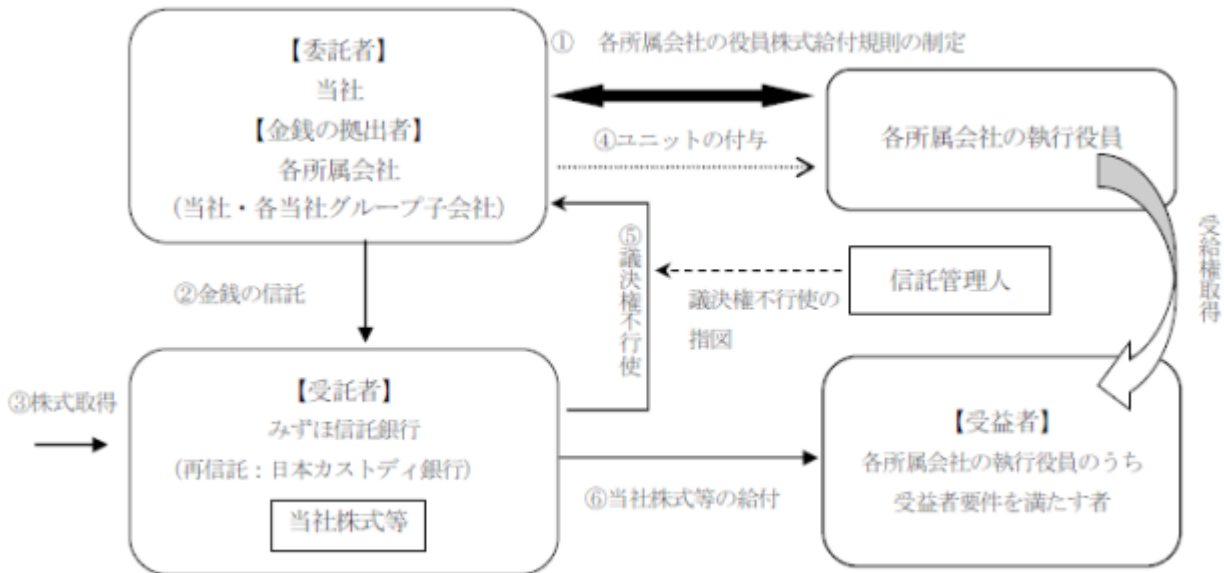 【委託者】
当社
【金銭の拠出者】
各所属会社
(当社・各当社グループ子会社)
① 各所属会社の役員株式給付規則の制定
④ユニットの付与
各所属会社の執行役員
②金銭の信託
⑤議決権不行使
議決権不行使の
指図
信託管理人
受給権取得
③株式取得
【受託者】
みずほ信託銀行
(再信託：日本カストディ銀行)
当社株式等
⑥当社株式等の給付
【受益者】
各所属会社の執行役員のうち
受益者要件を満たす者